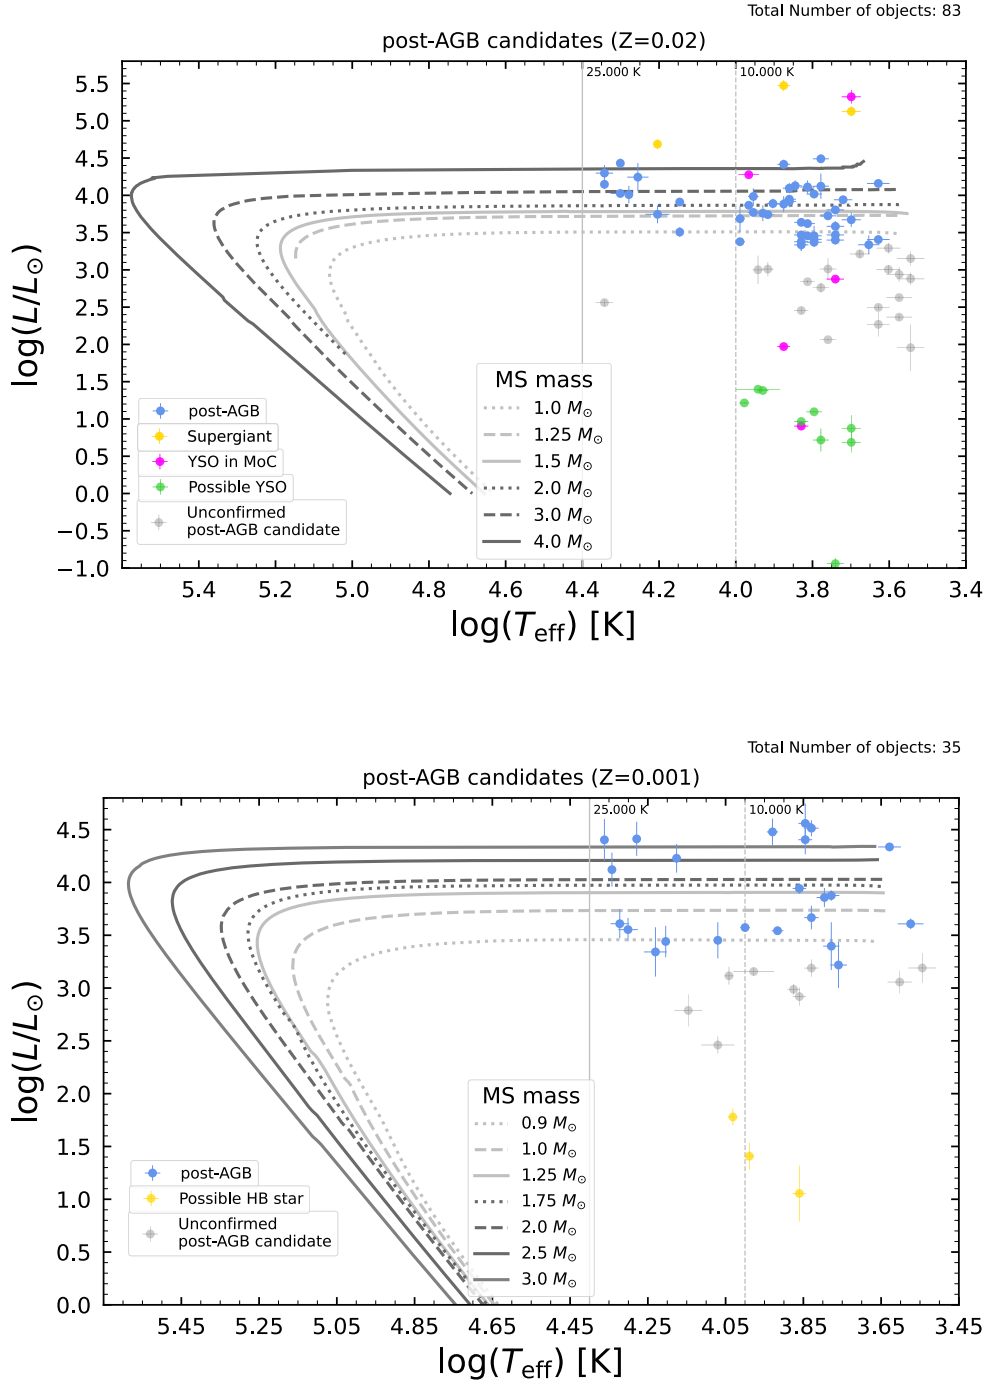 Total Number of objects: 83
post-AGB candidates (Z=0.02)
25.000 K
10.000 K
5.5
5.0
4.5
4.0
3.5
3.0
2.5
2.0
1.5
1.0
0.5
0.0
−0.5
−1.0
log(L/L⊙)
post-AGB
Supergiant
YSO in MoC
Possible YSO
Unconfirmed
post-AGB candidate
MS mass
1.0 M⊙
1.25 M⊙
1.5 M⊙
2.0 M⊙
3.0 M⊙
4.0 M⊙
5.4 5.2 5.0 4.8 4.6 4.4 4.2 4.0 3.8 3.6 3.4
log(Teff) [K]
Total Number of objects: 35
post-AGB candidates (Z=0.001)
25.000 K
10.000 K
4.5
4.0
3.5
3.0
2.5
2.0
1.5
1.0
0.5
0.0
log(L/L⊙)
post-AGB
Possible HB star
Unconfirmed
post-AGB candidate
MS mass
0.9 M⊙
1.0 M⊙
1.25 M⊙
1.75 M⊙
2.0 M⊙
2.5 M⊙
3.0 M⊙
5.45 5.25 5.05 4.85 4.65 4.45 4.25 4.05 3.85 3.65 3.45
log(Teff) [K]